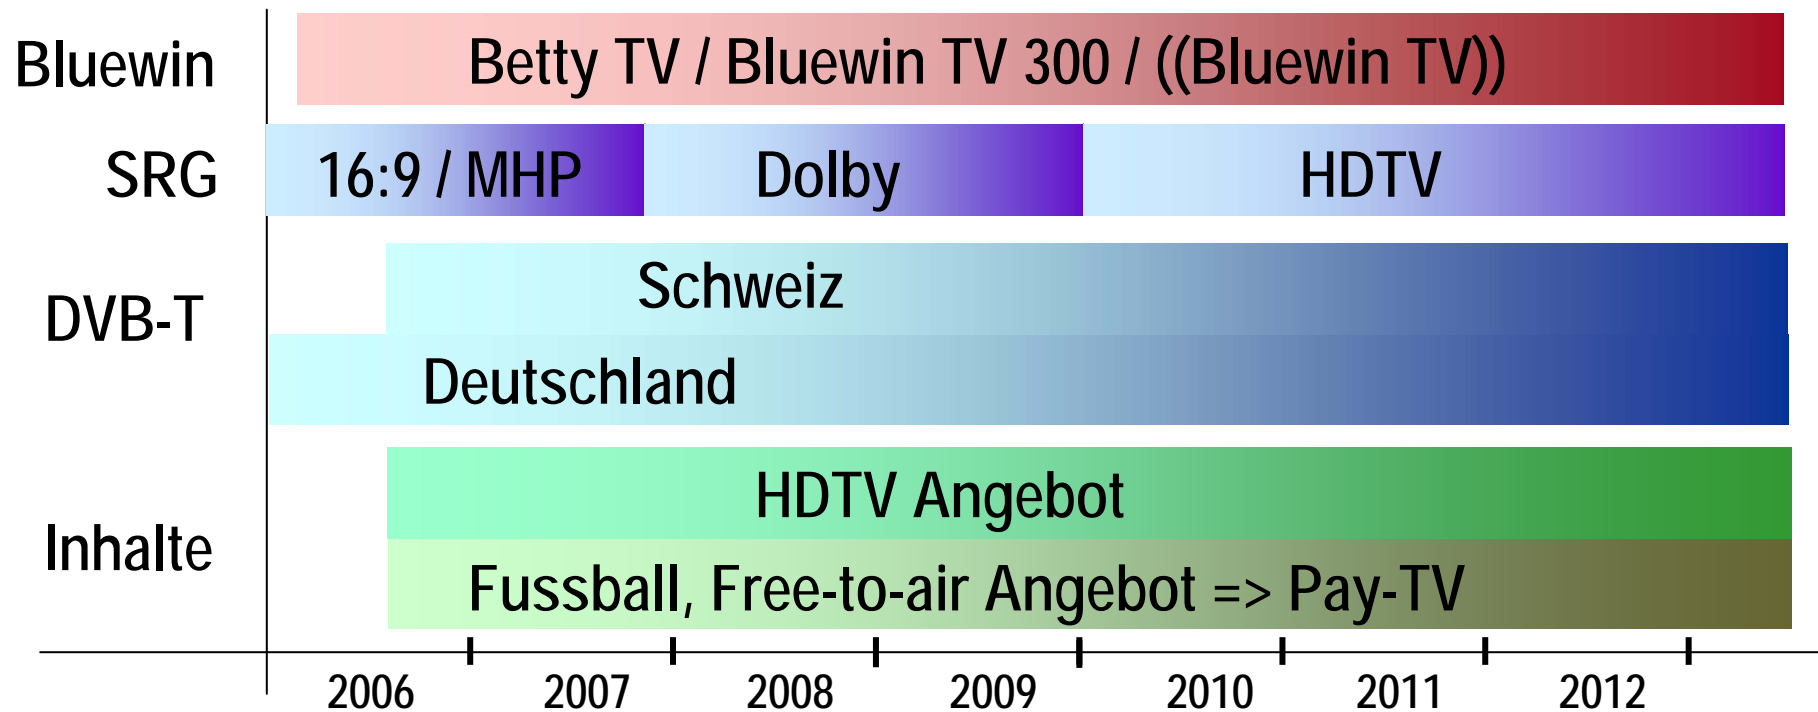 Bluewin
Betty TV / Bluewin TV 300 / ((Bluewin TV))
SRG
16:9 / MHP
Dolby
HDTV
DVB-T
Schweiz
Deutschland
Inhalte
HDTV Angebot
Fussball, Free-to-air Angebot => Pay-TV
2006 2007 2008 2009 2010 2011 2012